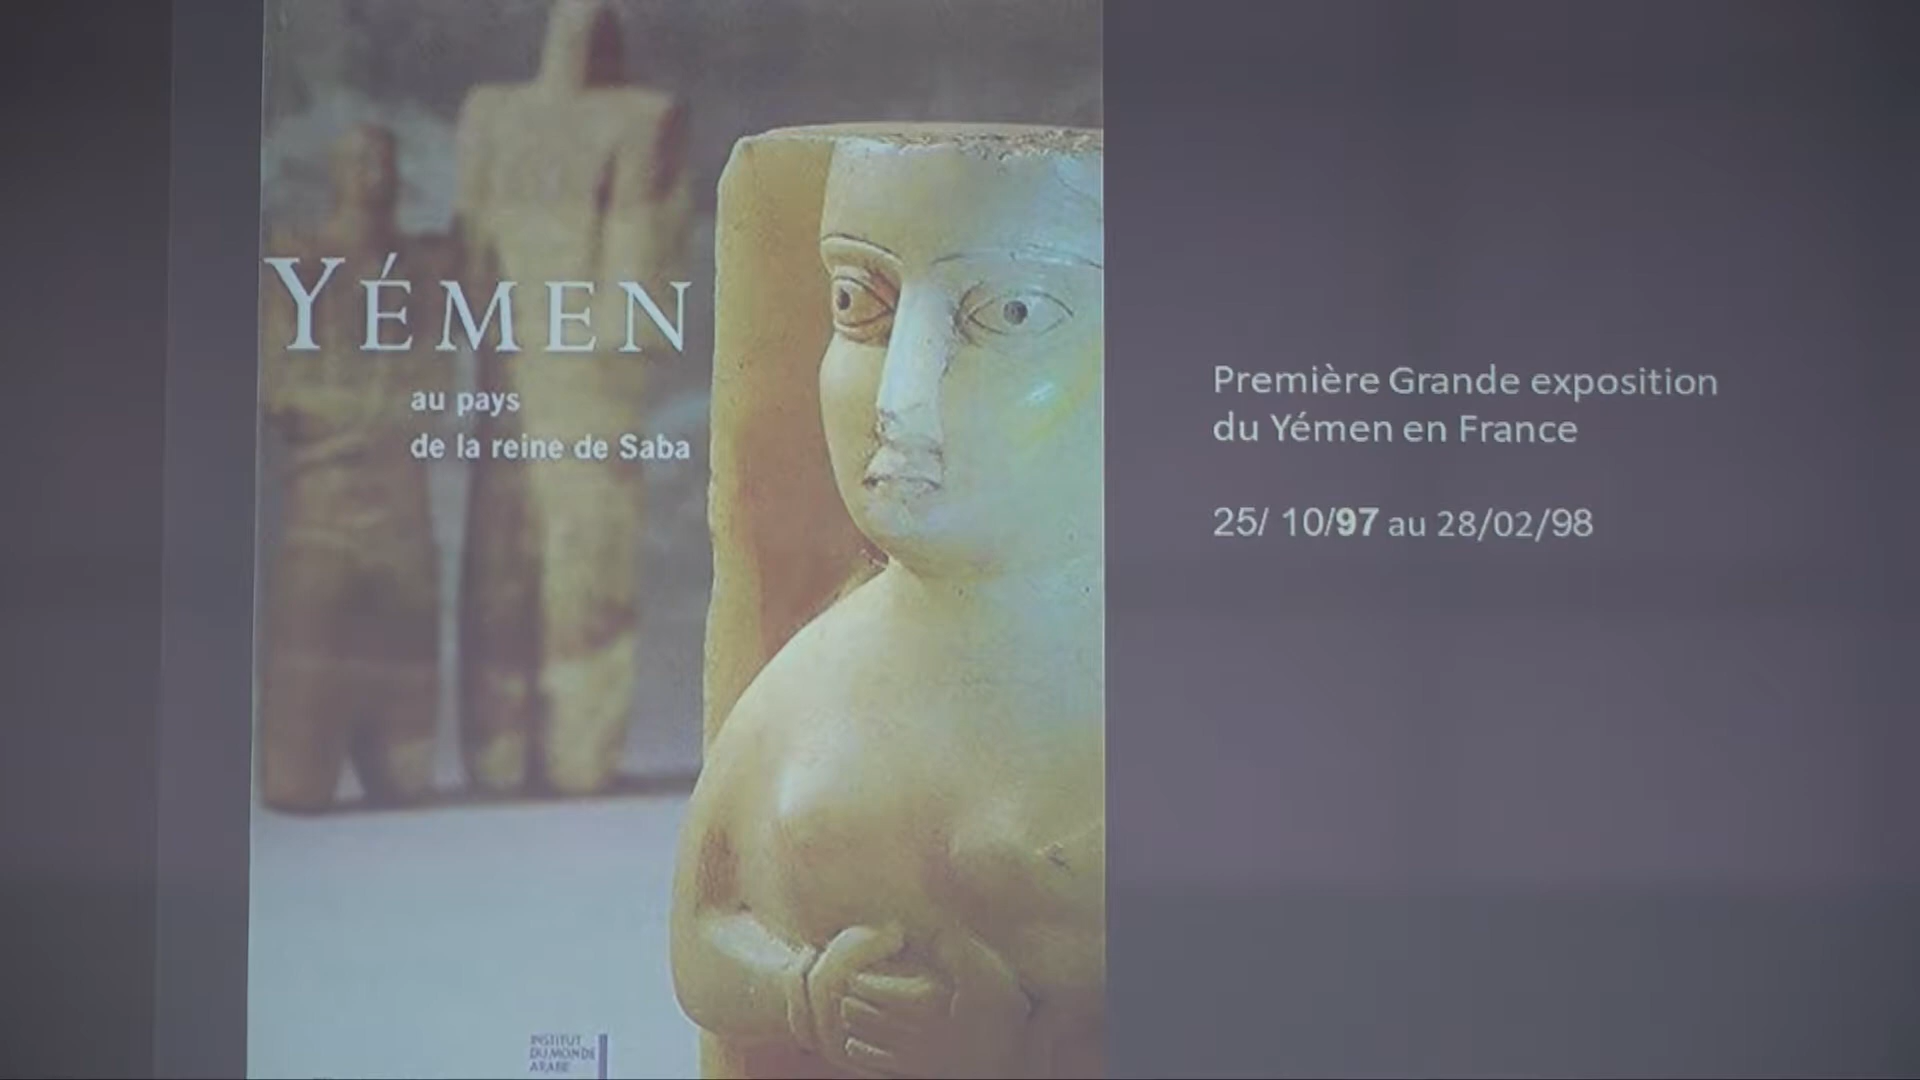 YÉMEN
au pays
de la reine de Saba
Première Grande exposition
du Yémen en France
25/ 10/97 au 28/02/98
INSTITUT
DU MONDE
ARABE